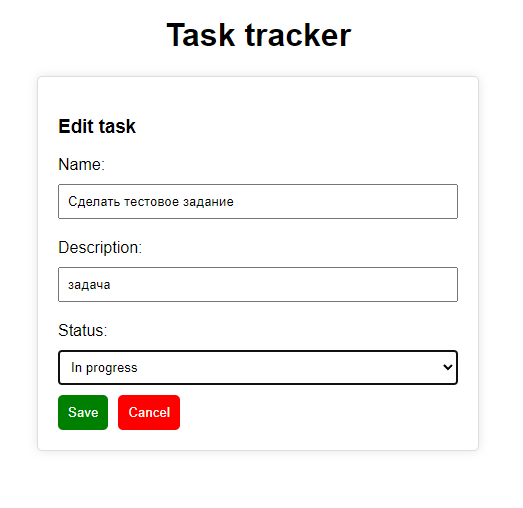 Task tracker
Edit task
Name:
Сделать тестовое задание
Description:
задача
Status:
In progress
Save Cancel